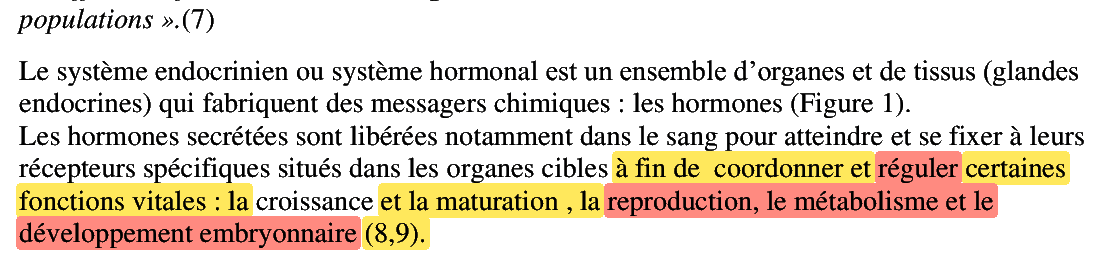 populations ».(7)
Le système endocrinien ou système hormonal est un ensemble d’organes et de tissus (glandes
endocrines) qui fabriquent des messagers chimiques : les hormones (Figure 1).
Les hormones secrétées sont libérées notamment dans le sang pour atteindre et se fixer à leurs
récepteurs spécifiques situés dans les organes cibles à fin de  coordonner et réguler certaines
fonctions vitales : la croissance et la maturation , la reproduction, le métabolisme et le
développement embryonnaire (8,9).